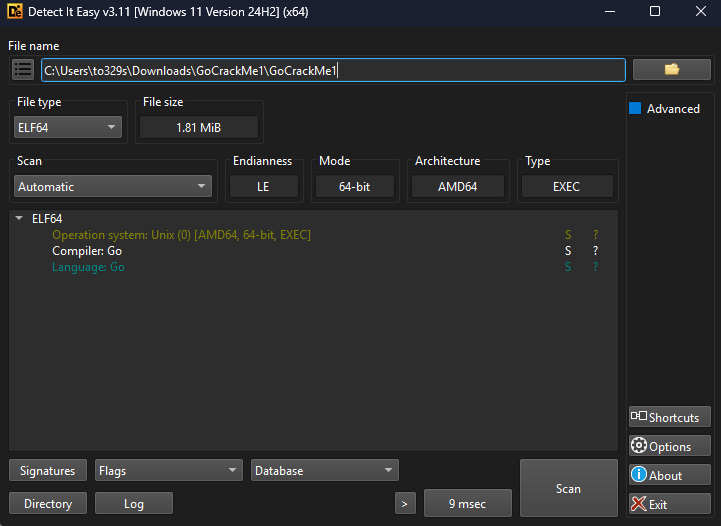 Detect It Easy v3.11 [Windows 11 Version 24H2] (x64)
File name
C:\Users\to329s\Downloads\GoCrackMe1\GoCrackMe1
File type File size
ELF64 1.81 MiB
Advanced
Scan Endianness Mode Architecture Type
Automatic LE 64-bit AMD64 EXEC
ELF64
Operation system: Unix (0) [AMD64, 64-bit, EXEC] S ?
Compiler: Go S ?
Language: Go S ?
Shortcuts
Options
Signatures Flags Database Scan About
Directory Log > 9 msec Exit